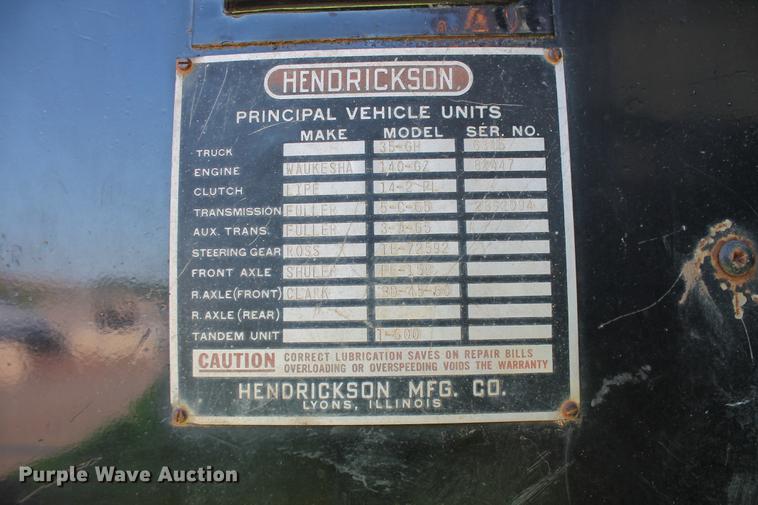 HENDRICKSON
PRINCIPAL VEHICLE UNITS
MAKE MODEL SER. NO.
TRUCK 35-GH
ENGINE WAUKESHA 140-GZ
CLUTCH LIPE 14-2 PL
TRANSMISSION FULLER 5-C-65
AUX. TRANS. FULLER 3-A-65
STEERING GEAR ROSS TE-72592
FRONT AXLE SHULER
R. AXLE (FRONT) CLARK
R. AXLE (REAR)
TANDEM UNIT T-600
CAUTION CORRECT LUBRICATION SAVES ON REPAIR BILLS
OVERLOADING OR OVERSPEEDING VOIDS THE WARRANTY
HENDRICKSON MFG. CO.
LYONS, ILLINOIS
Purple Wave Auction